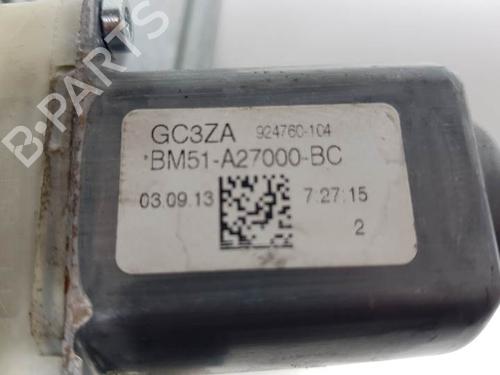 B-PARTS
GC3ZA 924760-104
*BM51-A27000-BC
03.09.13 7:27:15
2